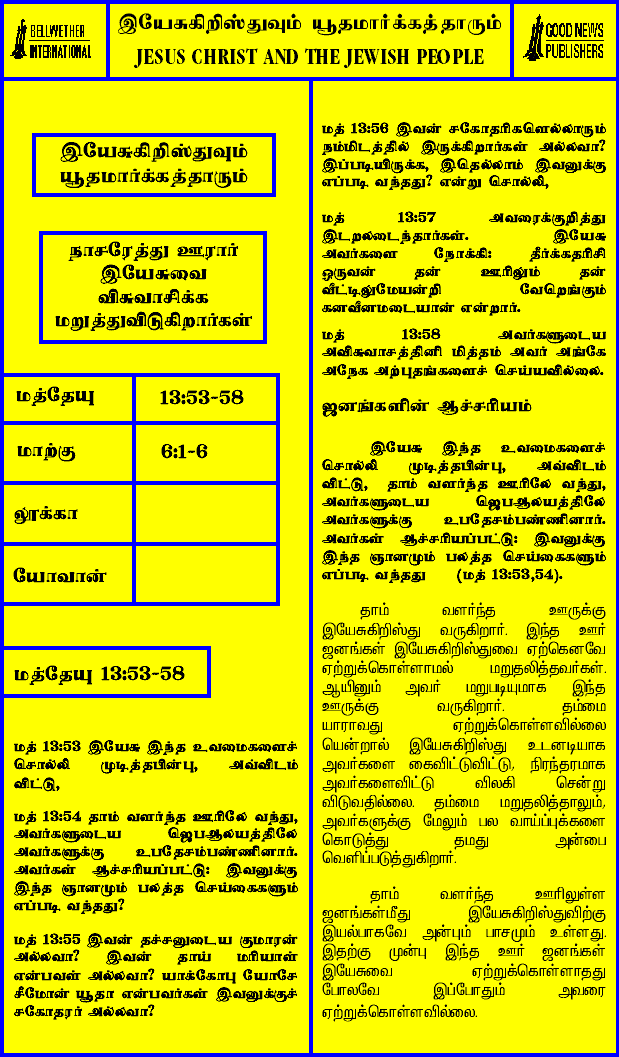 BELLWETHER
INTERNATIONAL
இயேசுகிறிஸ்துவும் யூதமார்க்கத்தாரும்
JESUS CHRIST AND THE JEWISH PEOPLE
GOOD NEWS
PUBLISHERS
இயேசுகிறிஸ்துவும்
யூதமார்க்கத்தாரும்
நாசரேத்து ஊரார்
இயேசுவை
விசுவாசிக்க
மறுத்துவிடுகிறார்கள்
மத்தேயு 13:53-58
மாற்கு 6:1-6
லூக்கா
யோவான்
மத்தேயு 13:53-58
மத் 13:53 இயேசு இந்த உவமைகளைச்
சொல்லி முடித்தபின்பு, அவ்விடம்
விட்டு,
மத் 13:54 தாம் வளர்ந்த ஊரிலே வந்து,
அவர்களுடைய ஜெபஆலயத்திலே
அவர்களுக்கு உபதேசம்பண்ணினார்.
அவர்கள் ஆச்சரியப்பட்டு: இவனுக்கு
இந்த ஞானமும் பலத்த செய்கைகளும்
எப்படி வந்தது?
மத் 13:55 இவன் தச்சனுடைய குமாரன்
அல்லவா? இவன் தாய் மரியாள்
என்பவள் அல்லவா? யாக்கோபு யோசே
சீமோன் யூதா என்பவர்கள் இவனுக்குச்
சகோதரர் அல்லவா?
மத் 13:56 இவன் சகோதரிகளெல்லாரும்
நம்மிடத்தில் இருக்கிறார்கள் அல்லவா?
இப்படியிருக்க, இதெல்லாம் இவனுக்கு
எப்படி வந்தது? என்று சொல்லி,
மத் 13:57 அவரைக்குறித்து
இடறலடைந்தார்கள். இயேசு
அவர்களை நோக்கி: தீர்க்கதரிசி
ஒருவன் தன் ஊரிலும் தன்
வீட்டிலுமேயன்றி வேறெங்கும்
கனவீனமடையான் என்றார்.
மத் 13:58 அவர்களுடைய
அவிசுவாசத்தினி மித்தம் அவர் அங்கே
அநேக அற்புதங்களைச் செய்யவில்லை.
ஜனங்களின் ஆச்சரியம்
இயேசு இந்த உவமைகளைச்
சொல்லி முடித்தபின்பு, அவ்விடம்
விட்டு, தாம் வளர்ந்த ஊரிலே வந்து,
அவர்களுடைய ஜெபஆலயத்திலே
அவர்களுக்கு உபதேசம்பண்ணினார்.
அவர்கள் ஆச்சரியப்பட்டு: இவனுக்கு
இந்த ஞானமும் பலத்த செய்கைகளும்
எப்படி வந்தது (மத் 13:53,54).
தாம் வளர்ந்த ஊருக்கு
இயேசுகிறிஸ்து வருகிறார். இந்த ஊர்
ஜனங்கள் இயேசுகிறிஸ்துவை ஏற்கெனவே
ஏற்றுக்கொள்ளாமல் மறுதலித்தவர்கள்.
ஆயினும் அவர் மறுபடியுமாக இந்த
ஊருக்கு வருகிறார். தம்மை
யாராவது ஏற்றுக்கொள்ளவில்லை
யென்றால் இயேசுகிறிஸ்து உடனடியாக
அவர்களை கைவிட்டுவிட்டு, நிரந்தரமாக
அவர்களைவிட்டு விலகி சென்று
விடுவதில்லை. தம்மை மறுதலித்தாலும்,
அவர்களுக்கு மேலும் பல வாய்ப்புக்களை
கொடுத்து தமது அன்பை
வெளிப்படுத்துகிறார்.
தாம் வளர்ந்த ஊரிலுள்ள
ஜனங்கள்மீது இயேசுகிறிஸ்துவிற்கு
இயல்பாகவே அன்பும் பாசமும் உள்ளது.
இதற்கு முன்பு இந்த ஊர் ஜனங்கள்
இயேசுவை ஏற்றுக்கொள்ளாதது
போலவே இப்போதும் அவரை
ஏற்றுக்கொள்ளவில்லை.